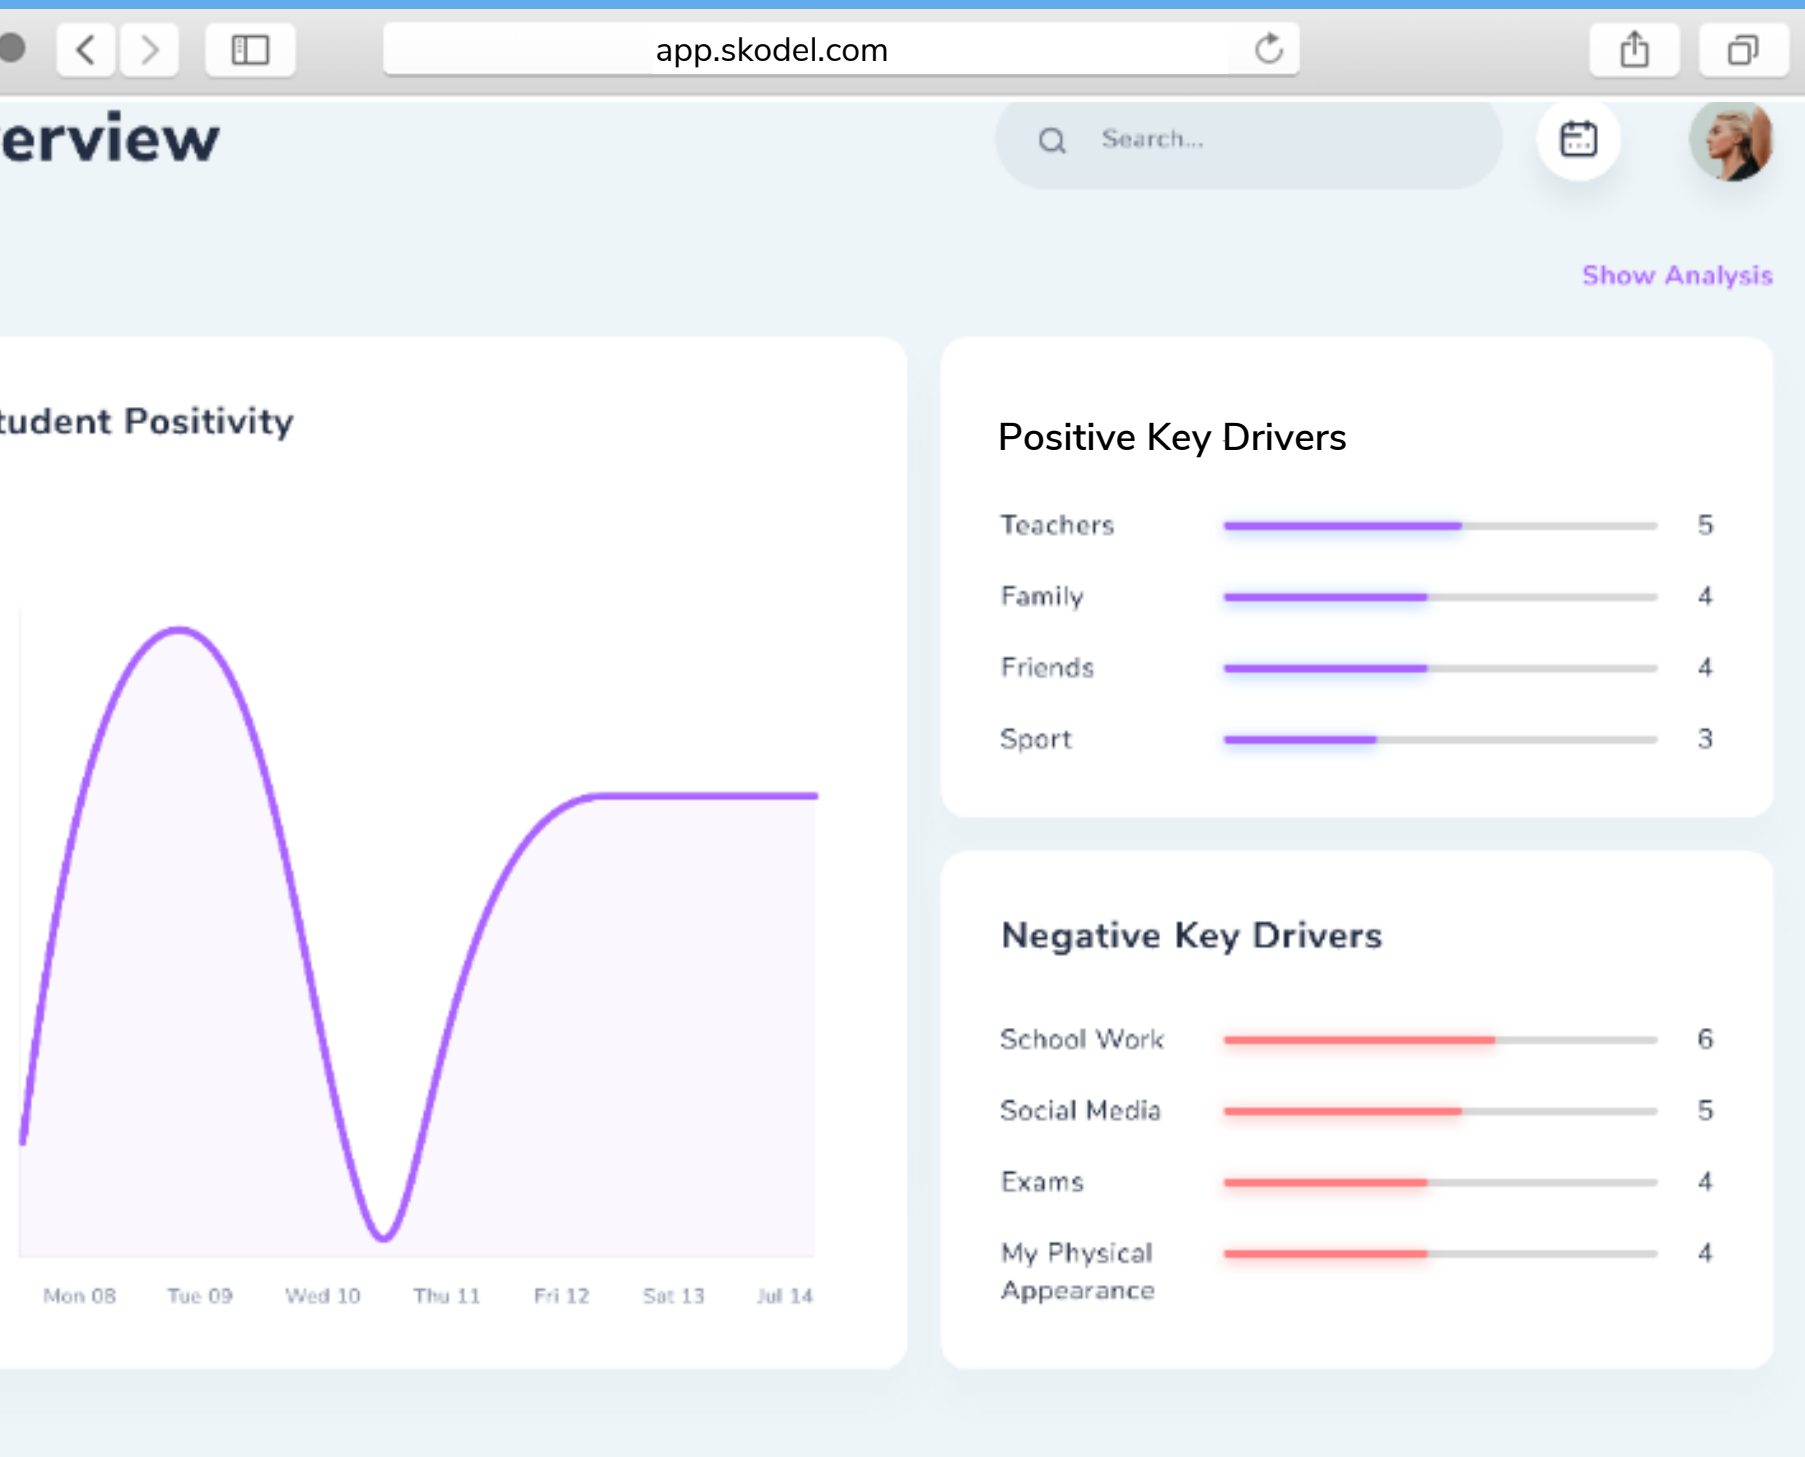 app.skodel.com
erview
Search...
Show Analysis
tudent Positivity
Mon 08 Tue 09 Wed 10 Thu 11 Fri 12 Sat 13 Jul 14
Positive Key Drivers
Teachers 5
Family 4
Friends 4
Sport 3
Negative Key Drivers
School Work 6
Social Media 5
Exams 4
My Physical 4
Appearance